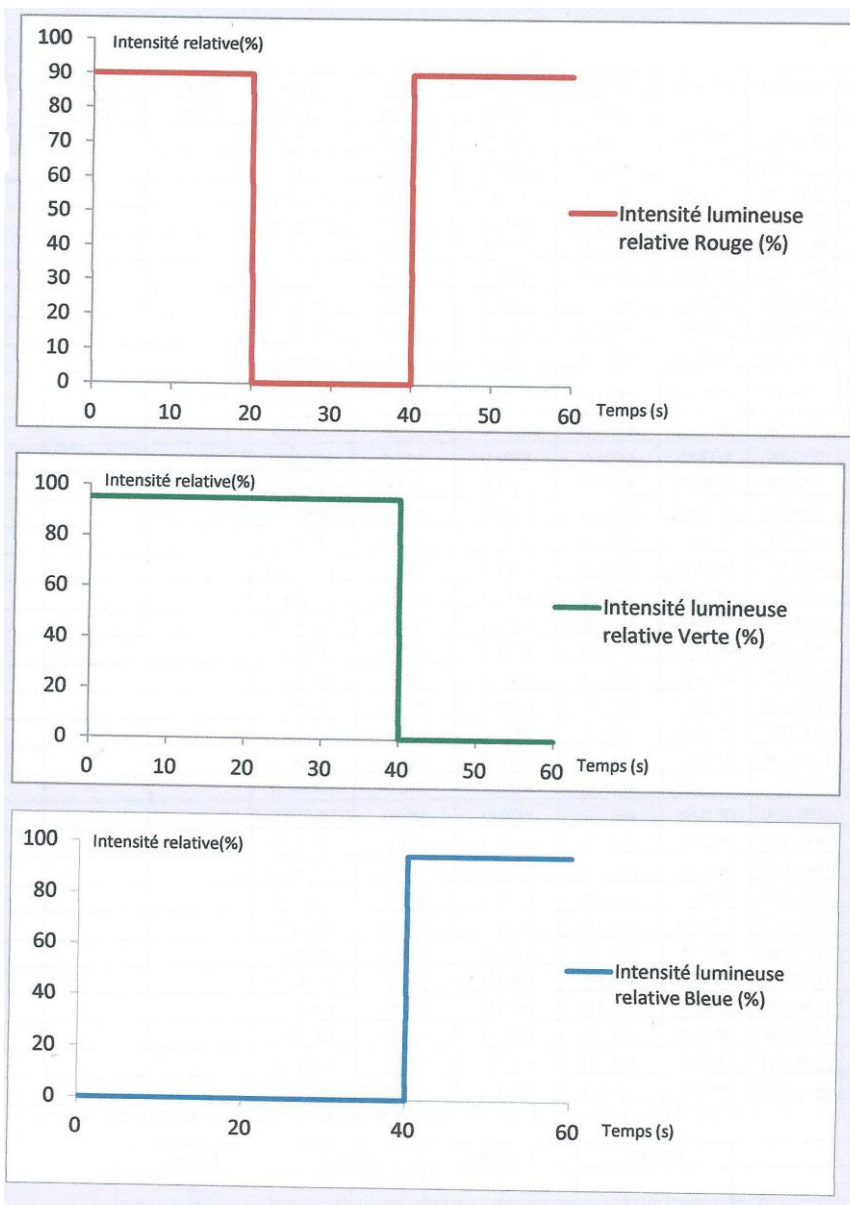 Intensité relative(%)
100
90
80
70
60
50
40
30
20
10
0
Intensité lumineuse
relative Rouge (%)
0 10 20 30 40 50 60 Temps (s)
Intensité relative(%)
100
80
60
40
20
0
Intensité lumineuse
relative Verte (%)
0 10 20 30 40 50 60 Temps (s)
Intensité relative(%)
100
80
60
40
20
0
Intensité lumineuse
relative Bleue (%)
0 20 40 60 Temps (s)